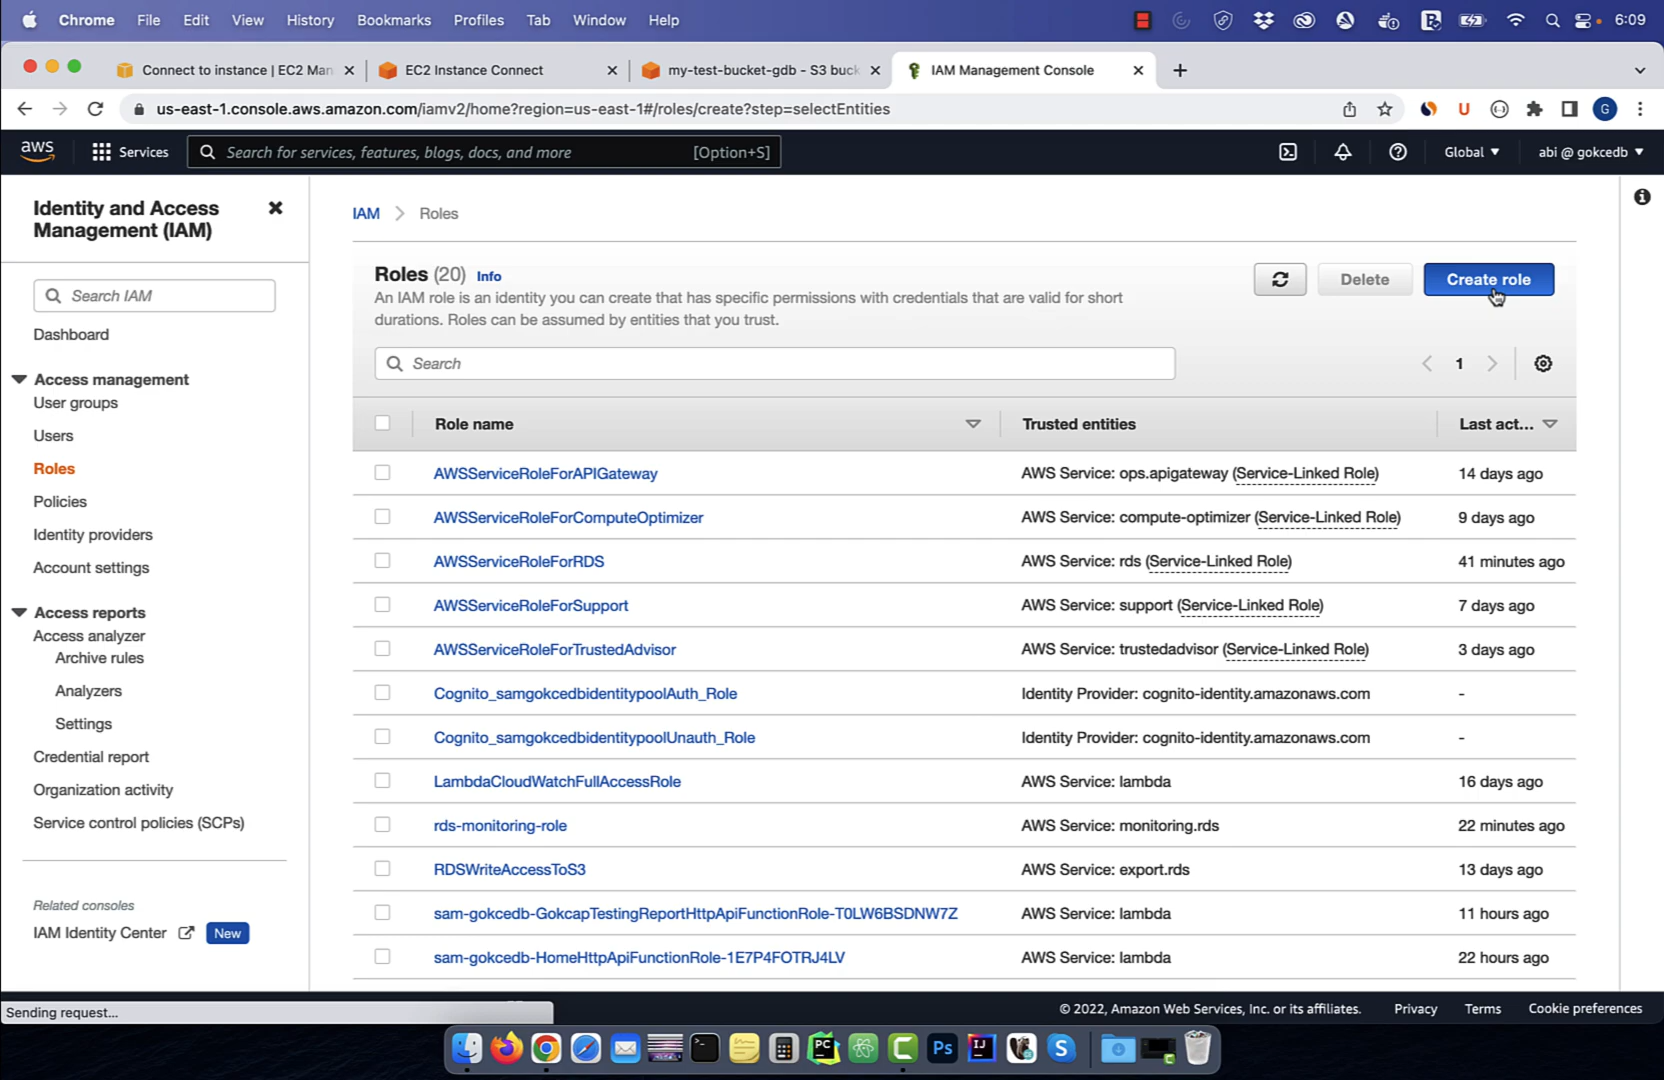 Chrome File Edit View History Bookmarks Profiles Tab Window Help 6:09
Connect to instance | EC2 Man
EC2 Instance Connect
my-test-bucket-gdb - S3 buck
IAM Management Console
us-east-1.console.aws.amazon.com/iamv2/home?region=us-east-1#/roles/create?step=selectEntities
U
G
aws Services Search for services, features, blogs, docs, and more [Option+S] Global abi @ gokcedb
Identity and Access
Management (IAM)
Search IAM
Dashboard
Access management
User groups
Users
Roles
Policies
Identity providers
Account settings
Access reports
Access analyzer
Archive rules
Analyzers
Settings
Credential report
Organization activity
Service control policies (SCPs)
Related consoles
IAM Identity Center New
IAM > Roles
Roles (20) Info
An IAM role is an identity you can create that has specific permissions with credentials that are valid for short
durations. Roles can be assumed by entities that you trust.
Delete Create role
Search
1
Role name Trusted entities Last act...
AWSServiceRoleForAPIGateway AWS Service: ops.apigateway (Service-Linked Role) 14 days ago
AWSServiceRoleForComputeOptimizer AWS Service: compute-optimizer (Service-Linked Role) 9 days ago
AWSServiceRoleForRDS AWS Service: rds (Service-Linked Role) 41 minutes ago
AWSServiceRoleForSupport AWS Service: support (Service-Linked Role) 7 days ago
AWSServiceRoleForTrustedAdvisor AWS Service: trustedadvisor (Service-Linked Role) 3 days ago
Cognito_samgokcedbidentitypoolAuth_Role Identity Provider: cognito-identity.amazonaws.com -
Cognito_samgokcedbidentitypoolUnauth_Role Identity Provider: cognito-identity.amazonaws.com -
LambdaCloudWatchFullAccessRole AWS Service: lambda 16 days ago
rds-monitoring-role AWS Service: monitoring.rds 22 minutes ago
RDSWriteAccessToS3 AWS Service: export.rds 13 days ago
sam-gokcedb-GokcapTestingReportHttpApiFunctionRole-T0LW6BSDNW7Z AWS Service: lambda 11 hours ago
sam-gokcedb-HomeHttpApiFunctionRole-1E7P4FOTRJ4LV AWS Service: lambda 22 hours ago
Sending request...
© 2022, Amazon Web Services, Inc. or its affiliates. Privacy Terms Cookie preferences
PC Ps IJ S